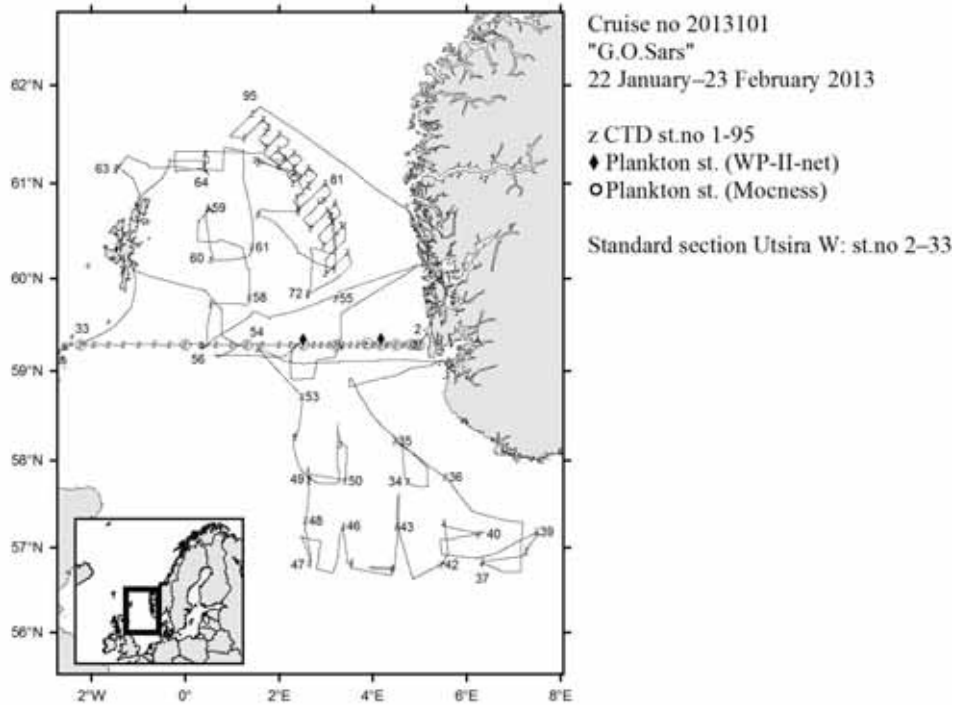 Cruise no 2013101
"G.O.Sars"
22 January–23 February 2013
z CTD st.no 1-95
Plankton st. (WP-II-net)
Plankton st. (Mocness)
Standard section Utsira W: st.no 2–33
62°N
61°N
60°N
59°N
58°N
57°N
56°N
95
63
64
81
59
61
60
72
58
55
33
54
2
56
53
35
49
50
34
36
48
46
43
40
39
47
42
37
2°W
0°
2°E
4°E
6°E
8°E